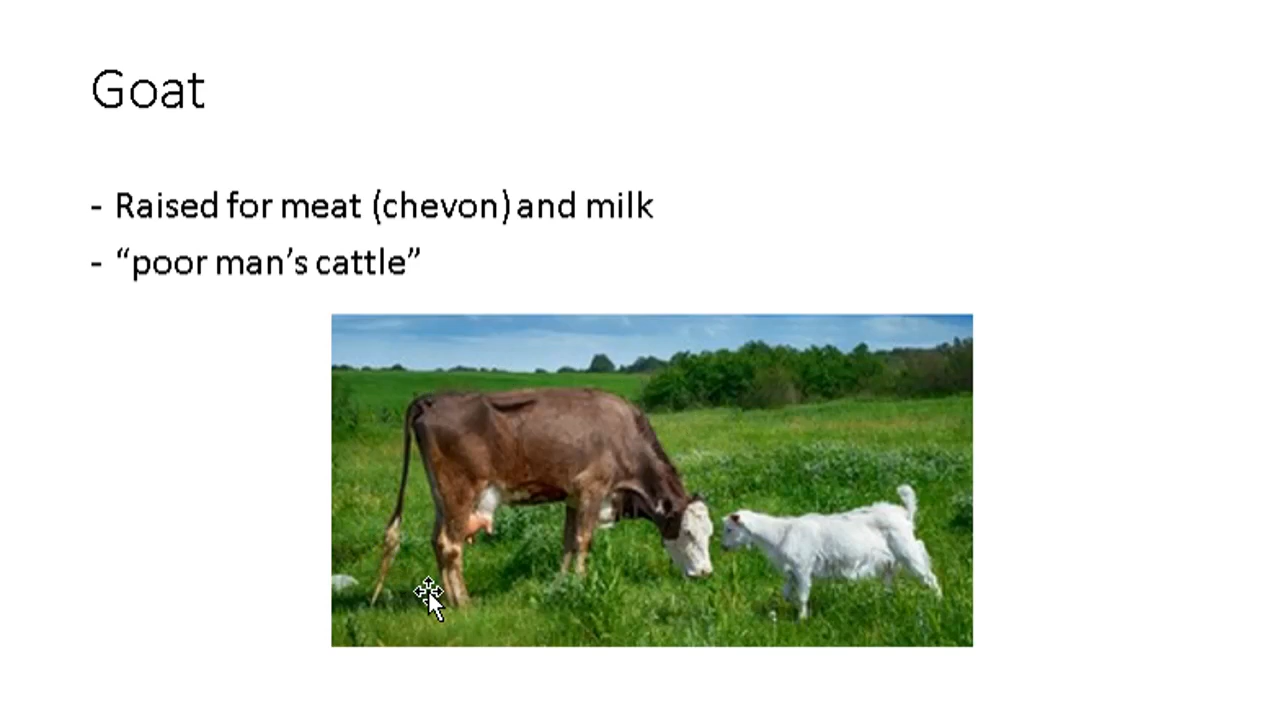 Goat
- Raised for meat (chevon) and milk
- “poor man’s cattle”